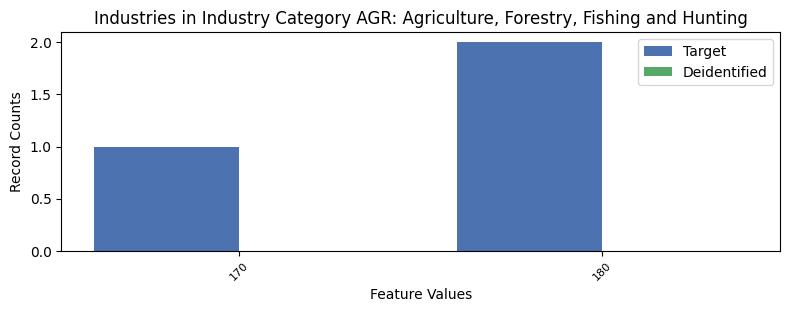 Industries in Industry Category AGR: Agriculture, Forestry, Fishing and Hunting
Target
Deidentified
Record Counts
2.0
1.5
1.0
0.5
0.0
170
180
Feature Values